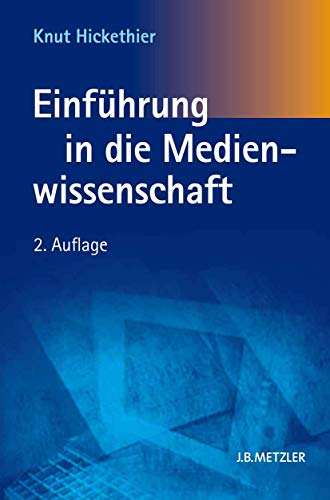 Knut Hickethier
Einführung
in die Medien-
wissenschaft
2. Auflage
J.B. METZLER